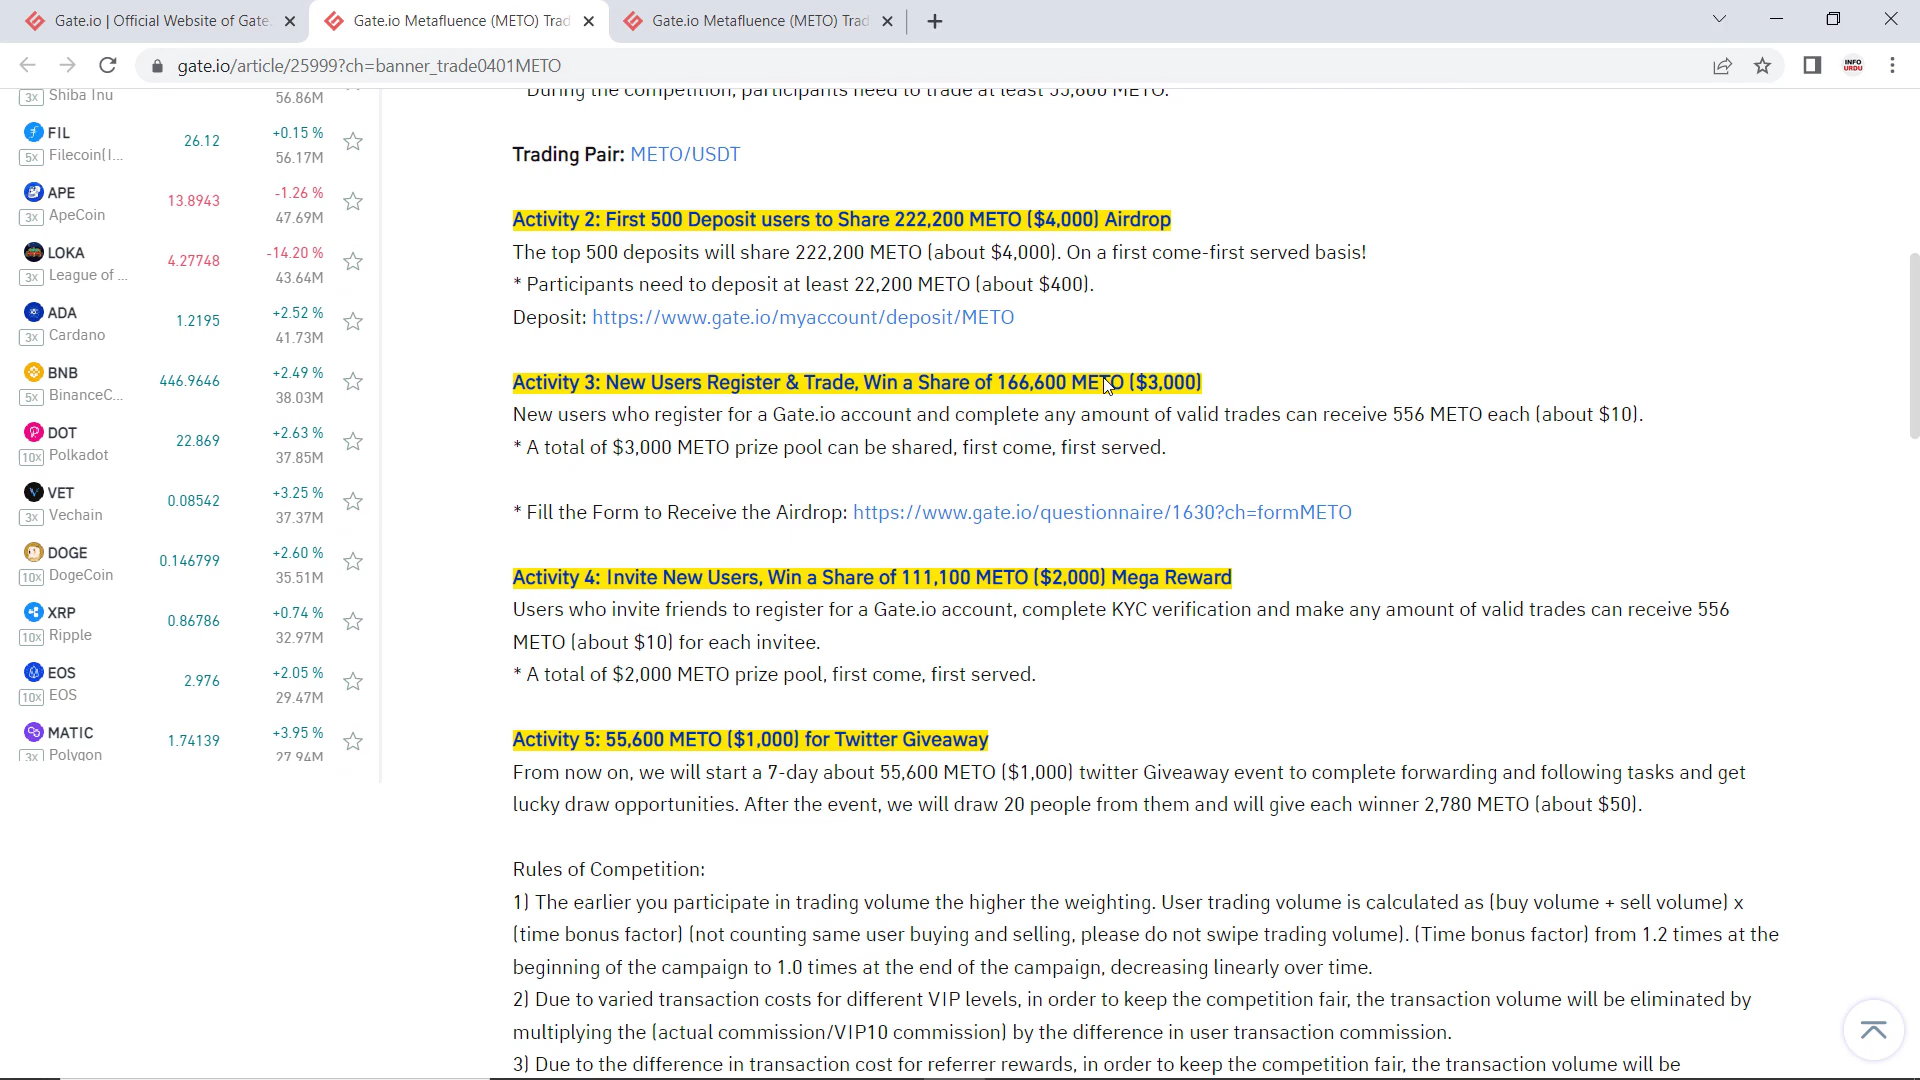 Gate.io | Official Website of Gate.
Gate.io Metafluence (METO) Trad
Gate.io Metafluence (METO) Trad
gate.io/article/25999?ch=banner_trade0401METO
INFO
URDU
3x Shiba Inu 56.86M
FIL 26.12 +0.15 %
5x Filecoin(I... 56.17M
APE 13.8943 -1.26 %
3x ApeCoin 47.69M
LOKA 4.27748 -14.20 %
3x League of ... 43.64M
ADA 1.2195 +2.52 %
3x Cardano 41.73M
BNB 446.9646 +2.49 %
5x BinanceC... 38.03M
DOT 22.869 +2.63 %
10x Polkadot 37.85M
VET 0.08542 +3.25 %
3x Vechain 37.37M
DOGE 0.146799 +2.60 %
10x DogeCoin 35.51M
XRP 0.86786 +0.74 %
10x Ripple 32.97M
EOS 2.976 +2.05 %
10x EOS 29.47M
MATIC 1.74139 +3.95 %
3x Polygon 27.94M
During the competition, participants need to trade at least 55,600 METO.
Trading Pair: METO/USDT
Activity 2: First 500 Deposit users to Share 222,200 METO ($4,000) Airdrop
The top 500 deposits will share 222,200 METO (about $4,000). On a first come-first served basis!
* Participants need to deposit at least 22,200 METO (about $400).
Deposit: https://www.gate.io/myaccount/deposit/METO
Activity 3: New Users Register & Trade, Win a Share of 166,600 METO ($3,000)
New users who register for a Gate.io account and complete any amount of valid trades can receive 556 METO each (about $10).
* A total of $3,000 METO prize pool can be shared, first come, first served.
* Fill the Form to Receive the Airdrop: https://www.gate.io/questionnaire/1630?ch=formMETO
Activity 4: Invite New Users, Win a Share of 111,100 METO ($2,000) Mega Reward
Users who invite friends to register for a Gate.io account, complete KYC verification and make any amount of valid trades can receive 556
METO (about $10) for each invitee.
* A total of $2,000 METO prize pool, first come, first served.
Activity 5: 55,600 METO ($1,000) for Twitter Giveaway
From now on, we will start a 7-day about 55,600 METO ($1,000) twitter Giveaway event to complete forwarding and following tasks and get
lucky draw opportunities. After the event, we will draw 20 people from them and will give each winner 2,780 METO (about $50).
Rules of Competition:
1) The earlier you participate in trading volume the higher the weighting. User trading volume is calculated as (buy volume + sell volume) x
(time bonus factor) (not counting same user buying and selling, please do not swipe trading volume). (Time bonus factor) from 1.2 times at the
beginning of the campaign to 1.0 times at the end of the campaign, decreasing linearly over time.
2) Due to varied transaction costs for different VIP levels, in order to keep the competition fair, the transaction volume will be eliminated by
multiplying the (actual commission/VIP10 commission) by the difference in user transaction commission.
3) Due to the difference in transaction cost for referrer rewards, in order to keep the competition fair, the transaction volume will be